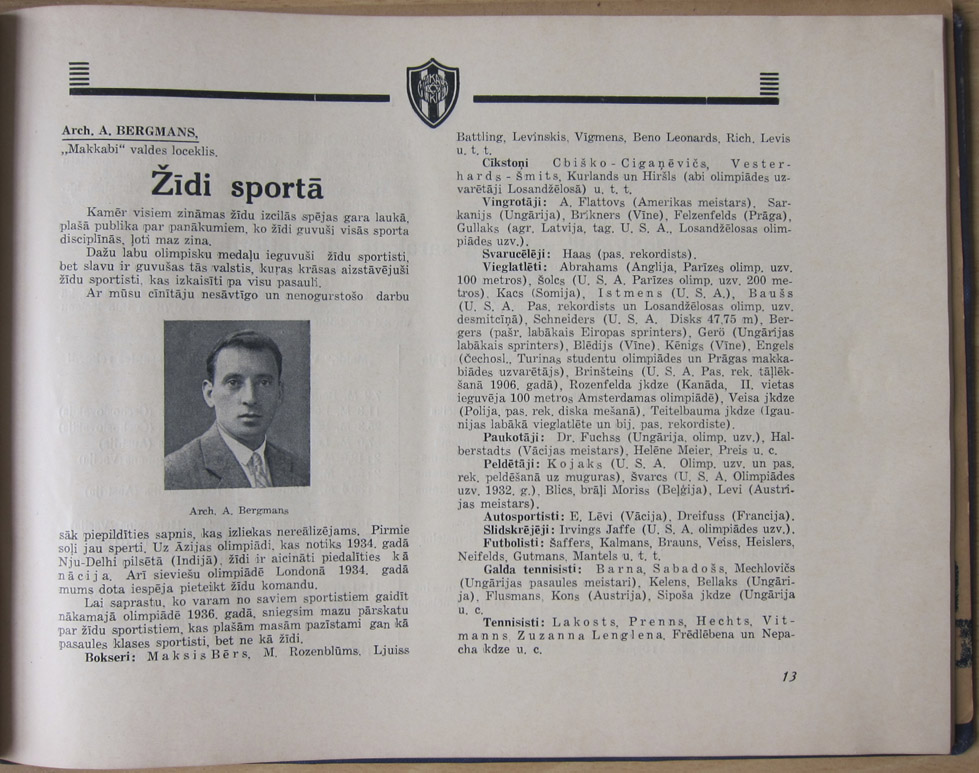 Arch. A. BERGMANS,
„Makkabi“ valdes loceklis.
Žīdi sportā
Kamēr visiem zināmas žīdu izcilās spējas gara laukā,
plašā publika par panākumiem, ko žīdi guvuši visās sporta
disciplīnās, ļoti maz zina.
Dažu labu olimpisku medaļu ieguvuši žīdu sportisti,
bet slavu ir guvušas tās valstis, kuŗas krāsas aizstāvējuši
žīdu sportisti, kas izkaisīti pa visu pasauli.
Ar mūsu cīnītāju nesāvtīgo un nenogurstošo darbu
Arch. A. Bergmans
sāk piepildīties sapnis, kas izliekas nereālizējams. Pirmie
soļi jau sperti. Uz Āzijas olimpiādi, kas notiks 1934. gadā
Nju-Delhi pilsētā (Indijā), žīdi ir aicināti piedalīties kā
nācija. Arī sieviešu olimpiādē Londonā 1934. gadā
mums dota iespēja pieteikt žīdu komandu.
Lai saprastu, ko varam no saviem sportistiem gaidīt
nākamajā olimpiādē 1936. gadā, sniegsim mazu pārskatu
par žīdu sportistiem, kas plašām masām pazīstami gan kā
pasaules klases sportisti, bet ne kā žīdi.
Bokseri: Maksis Bērs, M. Rozenblūms, Ljuiss
Battling, Levinskis, Vīgmens, Beno Leonards, Rich. Levis
u. t. t.
Cīkstoņi Cbiško-Cigaņēvičs, Vester-
hards-Šmits, Kurlands un Hiršls (abi olimpiādes uz-
varētāji Losandželosā) u. t. t.
Vingrotāji: A. Flattovs (Amerikas meistars), Sar-
kanijs (Ungārija), Brīkners (Vīne), Felzenfelds (Prāga),
Gullaks (agr. Latvija, tag. U. S. A., Losandželosas olim-
piādes uzv.).
Svarucēlēji: Haas (pas. rekordists).
Vieglatlēti: Abrahams (Anglija, Parīzes olimp. uzv.
100 metros), Šolcs (U. S. A. Parīzes olimp. uzv. 200 me-
tros), Kacs (Somija), Istmens (U. S. A.), Baušs
(U. S. A. Pas. rekordists un Losandželosas olimp. uzv.
desmitcīņā), Schneiders (U. S. A. Disks 47,75 m), Ber-
gers (pašr. labākais Eiropas sprinters), Gerö (Ungārijas
labākais sprinters), Blēdijs (Vīne), Kēnigs (Vīne), Engels
(Čechosl., Turinas studentu olimpiādes un Prāgas makka-
biādes uzvarētājs), Brinšteins (U. S. A. Pas. rek. tāļlēk-
šanā 1906. gadā), Rozenfelda jkdze (Kanāda, II. vietas
ieguvēja 100 metros Amsterdamas olimpiādē), Veisa jkdze
(Polija, pas. rek. diska mešanā), Teitelbauma jkdze (Igau-
nijas labākā vieglatlēte un bij. pas. rekordiste).
Paukotāji: Dr. Fuchss (Ungārija, olimp. uzv.), Hal-
berstadts (Vācijas meistars), Helēne Meier, Preis u. c.
Peldētāji: Kojaks (U. S. A. Olimp. uzv. un pas.
rek. peldēšanā uz muguras), Švarcs (U. S. A. Olimpiādes
uzv. 1932. g.), Blics, brāļi Moriss (Beļģija), Levi (Austri-
jas meistars).
Autosportisti: E. Lēvi (Vācija), Dreifuss (Francija).
Slidskrējēji: Irvings Jaffe (U. S. A. olimpiādes uzv.).
Futbolisti: Šaffers, Kalmans, Brauns, Veiss, Heislers,
Neifelds, Gutmans, Mantels u. t. t.
Galda tennisisti: Barna, Sabadošs, Mechlovičs
(Ungārijas pasaules meistari), Kelens, Bellaks (Ungāri-
ja), Flusmans, Kons (Austrija), Sipoša jkdze (Ungārija
u. c.
Tennisisti: Lakosts, Prenns, Hechts, Vit-
manns Zuzanna Lenglena, Frēdlēbena un Nepa-
cha kdze u. c.
13